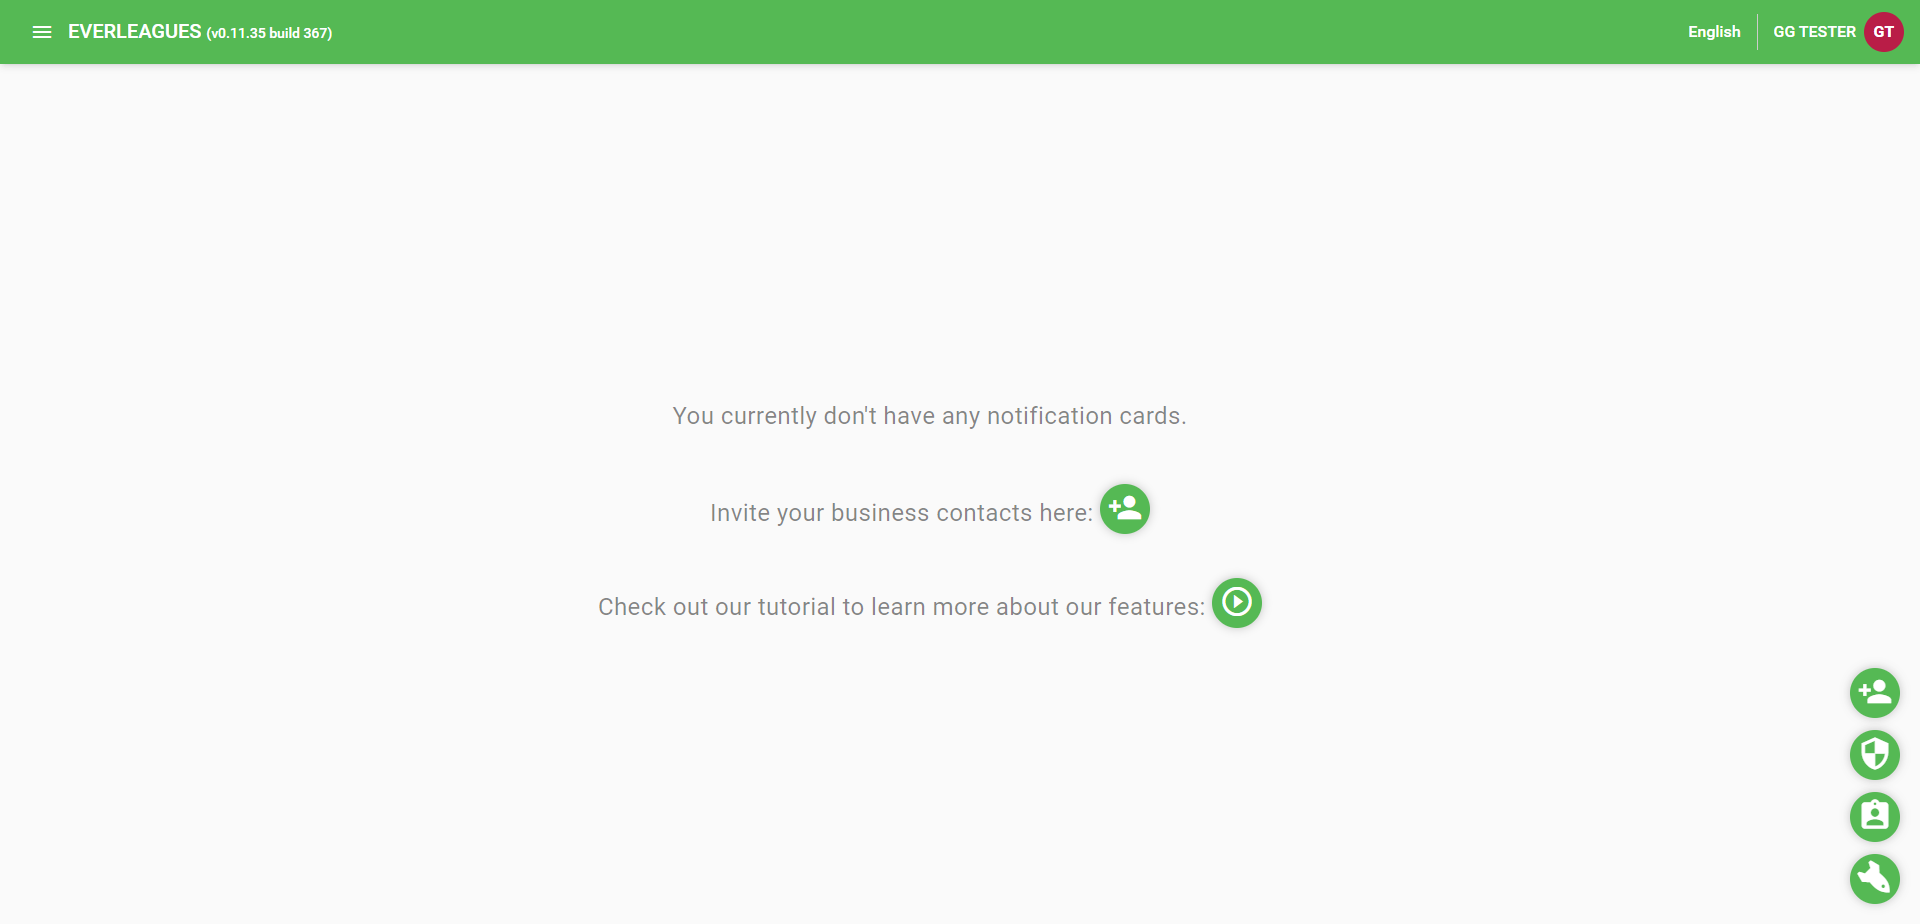 EVERLEAGUES (v0.11.35 build 367)
English
GG TESTER
GT
You currently don't have any notification cards.
Invite your business contacts here:
Check out our tutorial to learn more about our features: